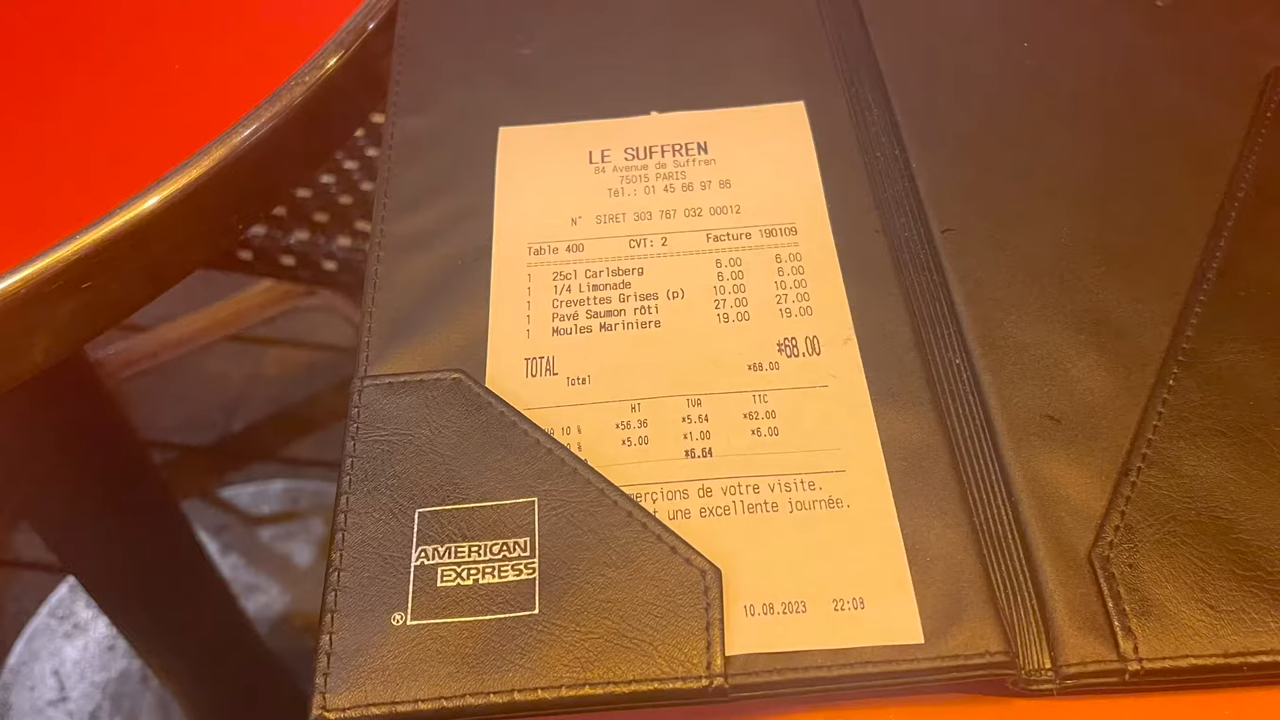 LE SUFFREN
84 Avenue de Suffren
75015 PARIS
Tél.: 01 45 66 97 86
N° SIRET 303 767 032 00012
Table 400 CVT: 2 Facture 190109
1 25cl Carlsberg 6.00 6.00
1 1/4 Limonade 6.00 6.00
1 Crevettes Grises (p) 10.00 10.00
1 Pavé Saumon rôti 27.00 27.00
1 Moules Mariniere 19.00 19.00
TOTAL *68.00
Total *68.00
HT TVA TTC
10 % *56.36 *5.64 *62.00
% *5.00 *1.00 *6.00
*6.64
merçions de votre visite.
t une excellente journée.
10.08.2023 22:08
AMERICAN
EXPRESS
®